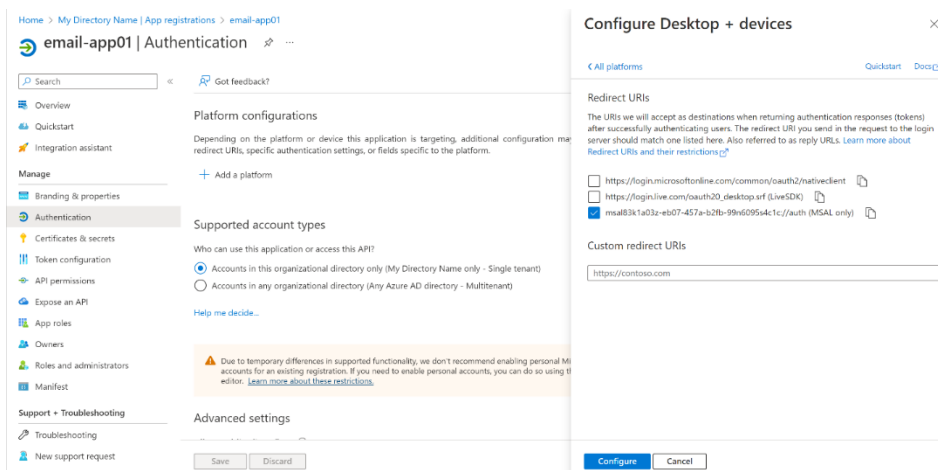 Home > My Directory Name | App registrations > email-app01
email-app01 | Authentication
Search
Overview
Quickstart
Integration assistant
Manage
Branding & properties
Authentication
Certificates & secrets
Token configuration
API permissions
Expose an API
App roles
Owners
Roles and administrators
Manifest
Support + Troubleshooting
Troubleshooting
New support request
Got feedback?
Platform configurations
Depending on the platform or device this application is targeting, additional configuration may
redirect URIs, specific authentication settings, or fields specific to the platform.
Add a platform
Supported account types
Who can use this application or access this API?
Accounts in this organizational directory only (My Directory Name only - Single tenant)
Accounts in any organizational directory (Any Azure AD directory - Multitenant)
Help me decide...
Due to temporary differences in supported functionality, we don't recommend enabling personal Mi
accounts for an existing registration. If you need to enable personal accounts, you can do so using th
editor. Learn more about these restrictions.
Advanced settings
Save
Discard
Configure Desktop + devices
All platforms
Quickstart
Docs
Redirect URIs
The URIs we will accept as destinations when returning authentication responses (tokens)
after successfully authenticating users. The redirect URI you send in the request to the login
server should match one listed here. Also referred to as reply URLs. Learn more about
Redirect URIs and their restrictions
https://login.microsoftonline.com/common/oauth2/nativeclient
https://login.live.com/oauth20_desktop.srf (LiveSDK)
msal83k1a03z-eb07-457a-b2fb-99n6095s4c1c://auth (MSAL only)
Custom redirect URIs
https://contoso.com
Configure
Cancel